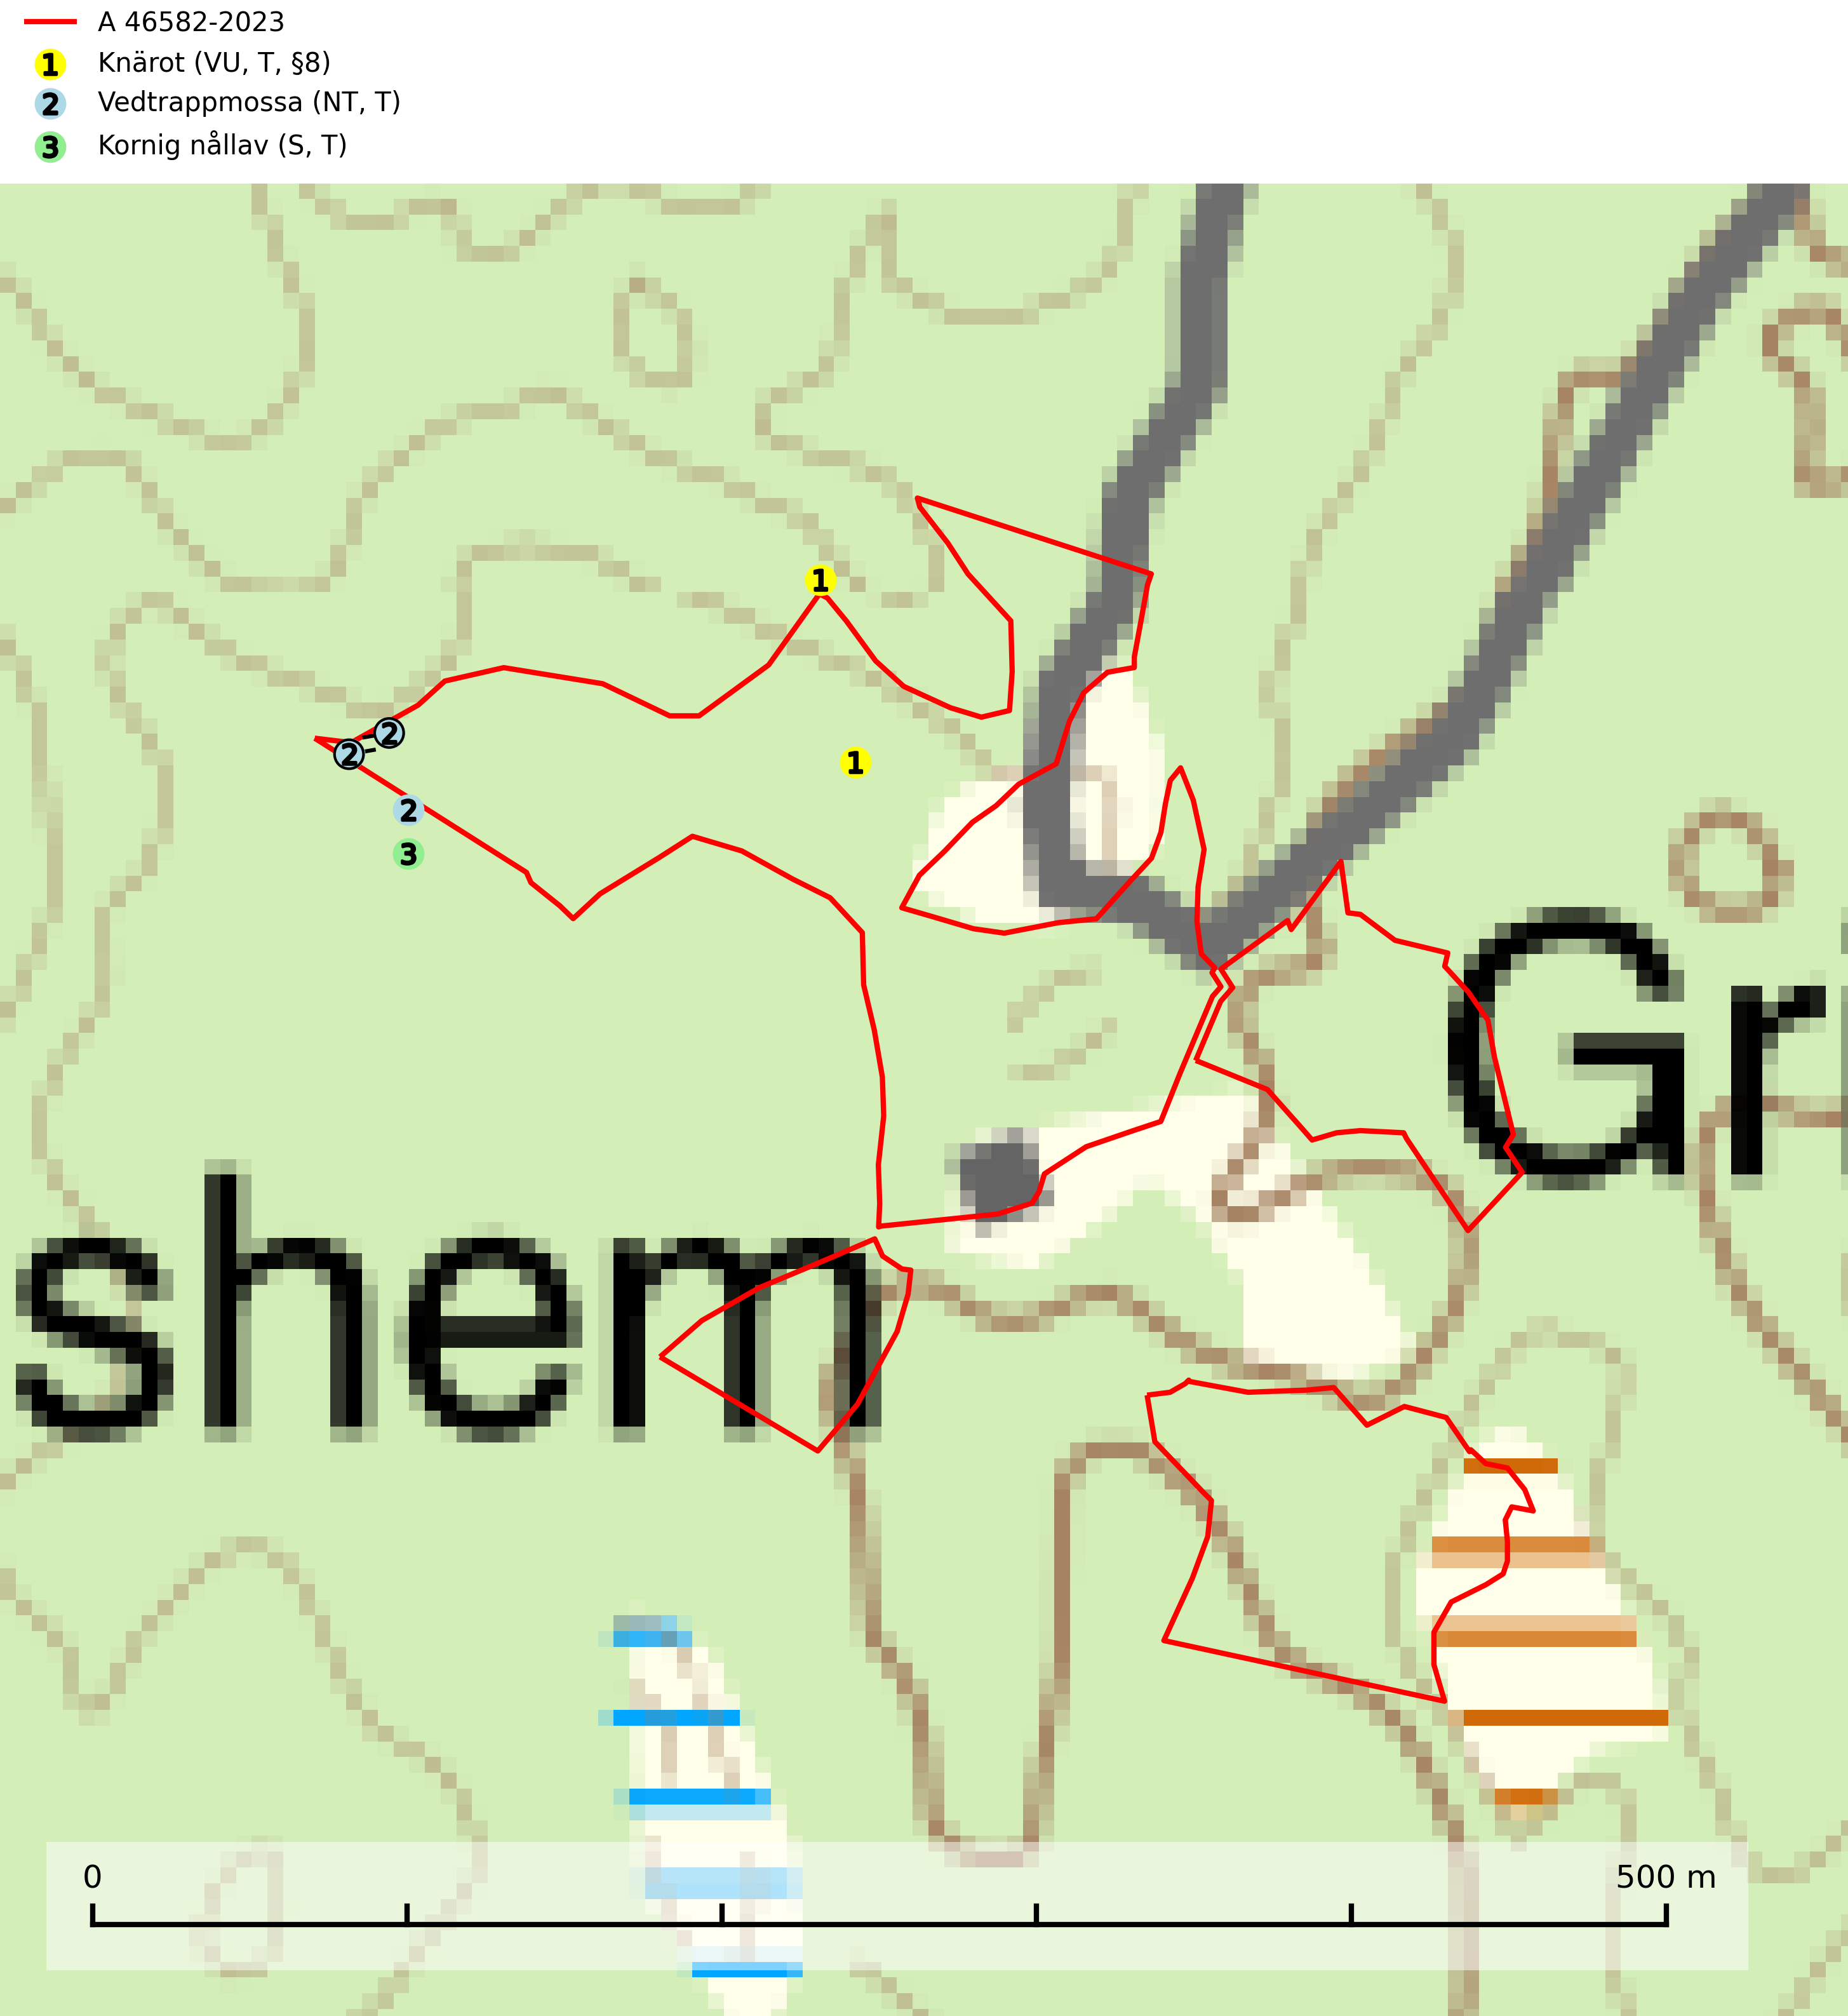 A 46582-2023
1 Knärot (VU, T, §8)
2 Vedtrappmossa (NT, T)
3 Kornig nållav (S, T)
1
2
2
1
2
3
Gr
shem
0 500 m